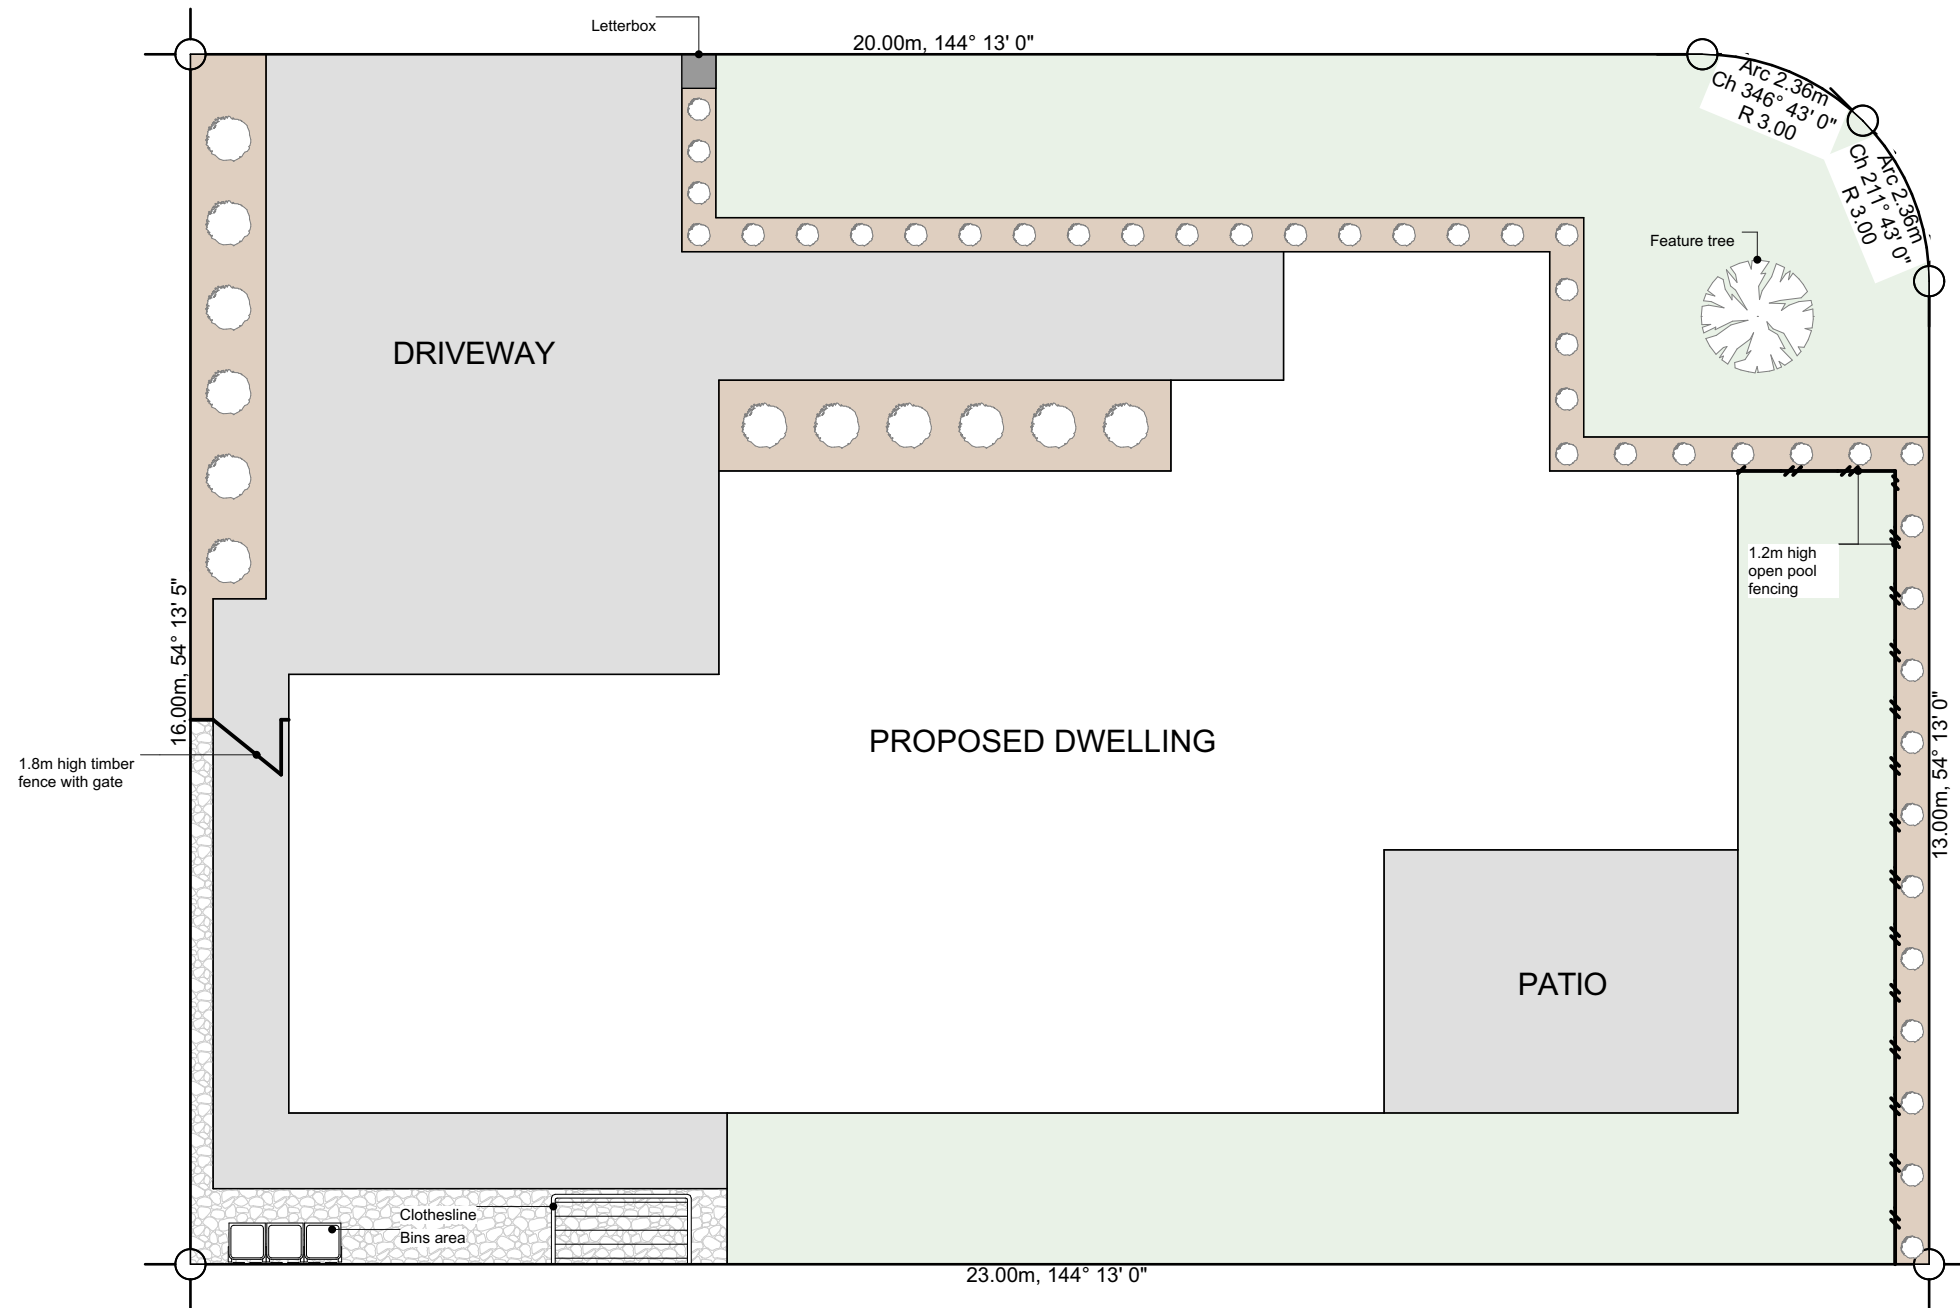 Letterbox
20.00m, 144° 13' 0"
Arc 2.36m
Ch 346° 43' 0"
R 3.00
Arc 2.36m
Ch 211° 43' 0"
R 3.00
Feature tree
DRIVEWAY
1.2m high
open pool
fencing
16.00m, 54° 13' 5"
PROPOSED DWELLING
1.8m high timber
fence with gate
13.00m, 54° 13' 0"
PATIO
Clothesline
Bins area
23.00m, 144° 13' 0"